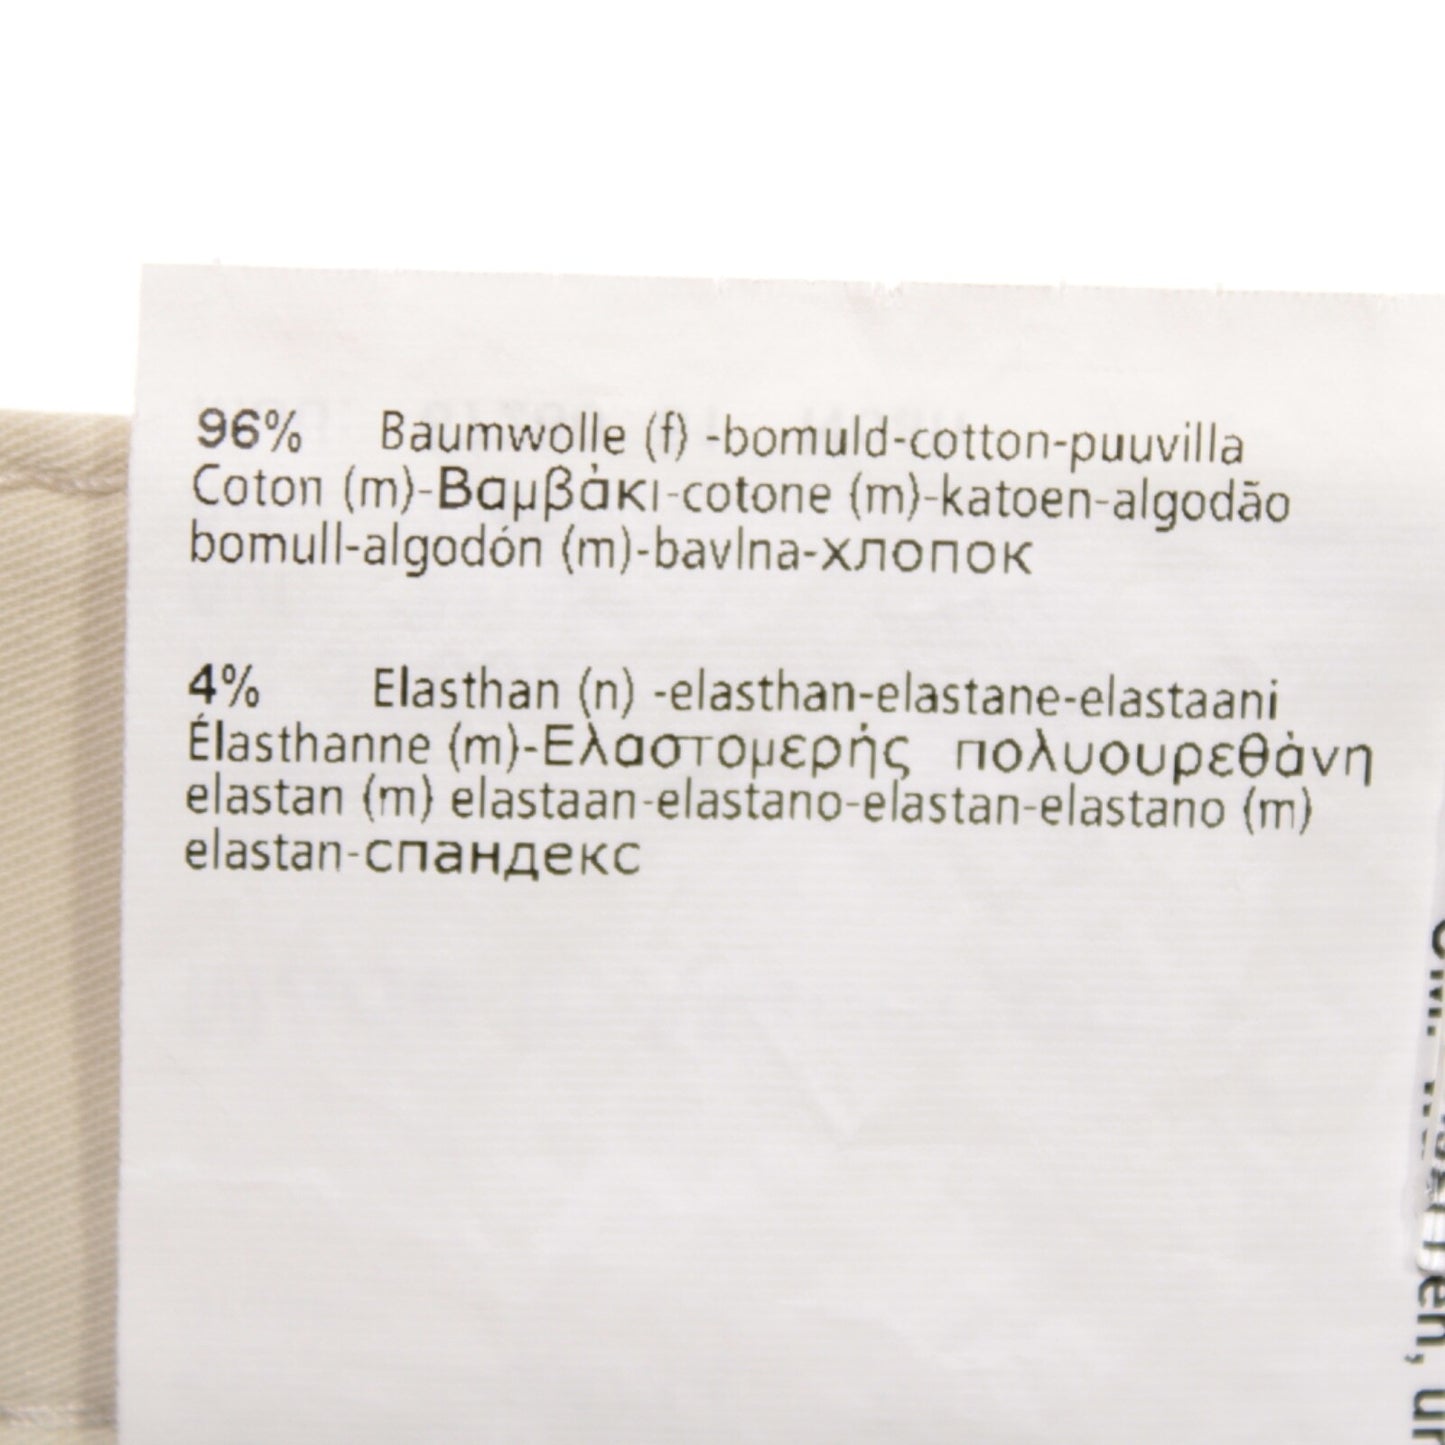 96% Baumwolle (f) -bomuld-cotton-puuvilla
Coton (m)-Βαμβάκι-cotone (m)-katoen-algodão
bomull-algodón (m)-bavlna-хлопок
4% Elasthan (n) -elasthan-elastane-elastaani
Élasthanne (m)-Ελαστομερής πολυουρεθάνη
elastan (m) elastaan-elastano-elastan-elastano (m)
elastan-спандекс